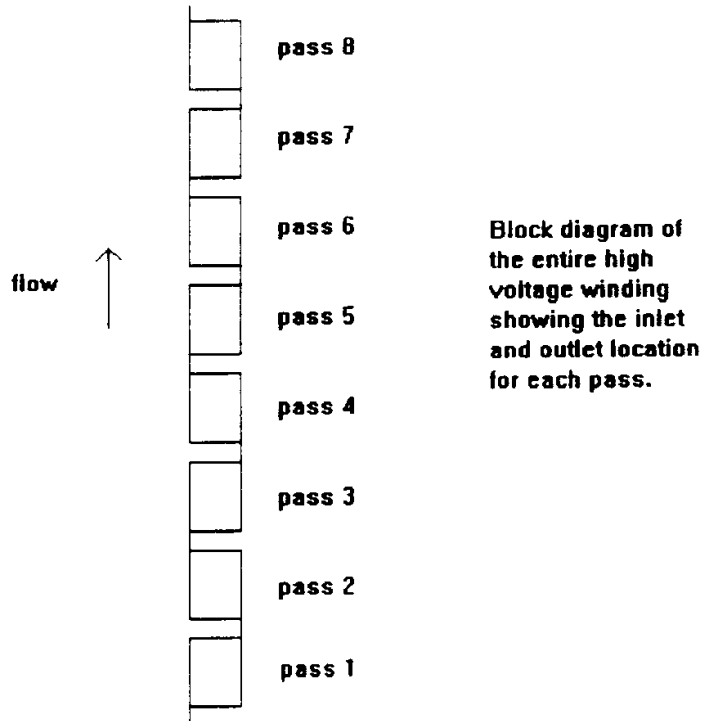 pass 8
pass 7
pass 6
pass 5
pass 4
pass 3
pass 2
pass 1
flow
Block diagram of
the entire high
voltage winding
showing the inlet
and outlet location
for each pass.